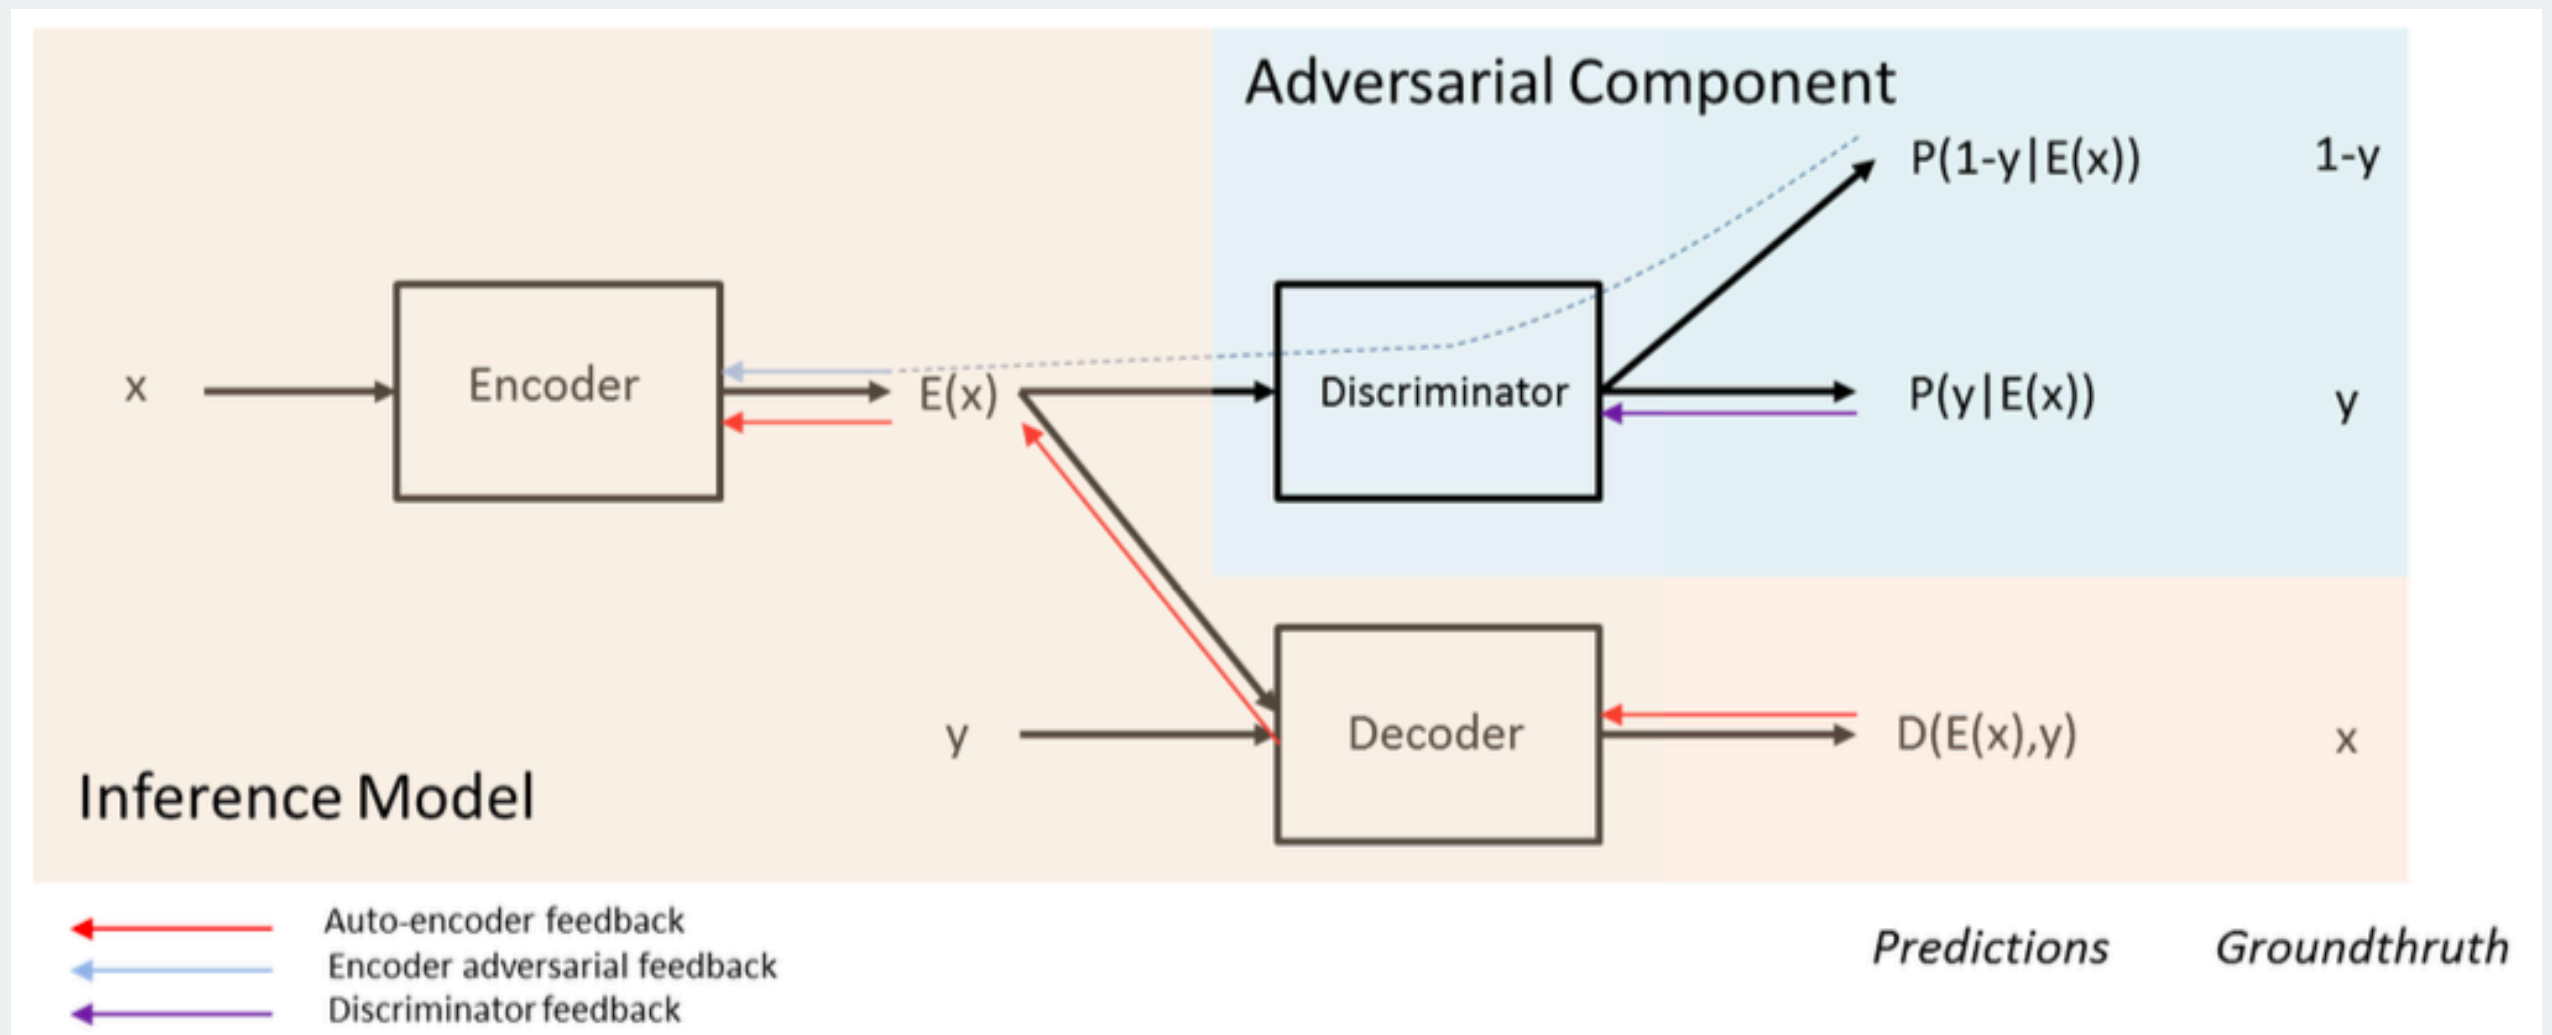 Adversarial Component
P(1-y|E(x)) 1-y
x Encoder E(x) Discriminator P(y|E(x)) y
y Decoder D(E(x),y) x
Inference Model
Auto-encoder feedback
Encoder adversarial feedback
Discriminator feedback
Predictions Groundthruth